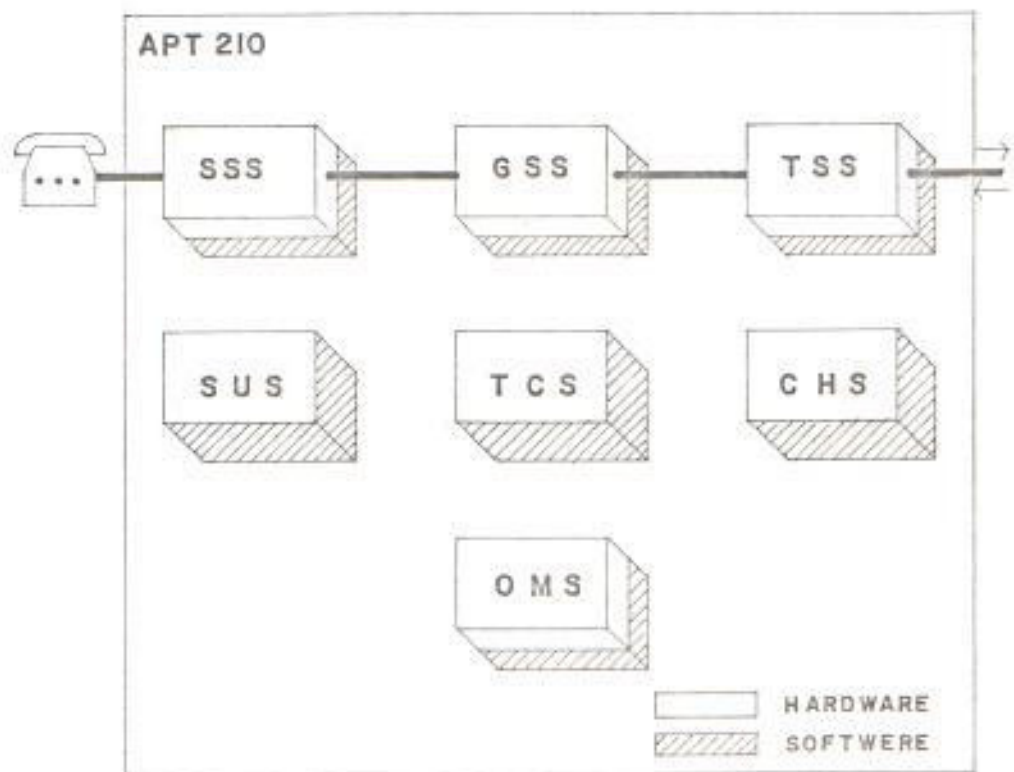 APT 210
SSS
GSS
TSS
SUS
TCS
CHS
OMS
HARDWARE
SOFTWERE